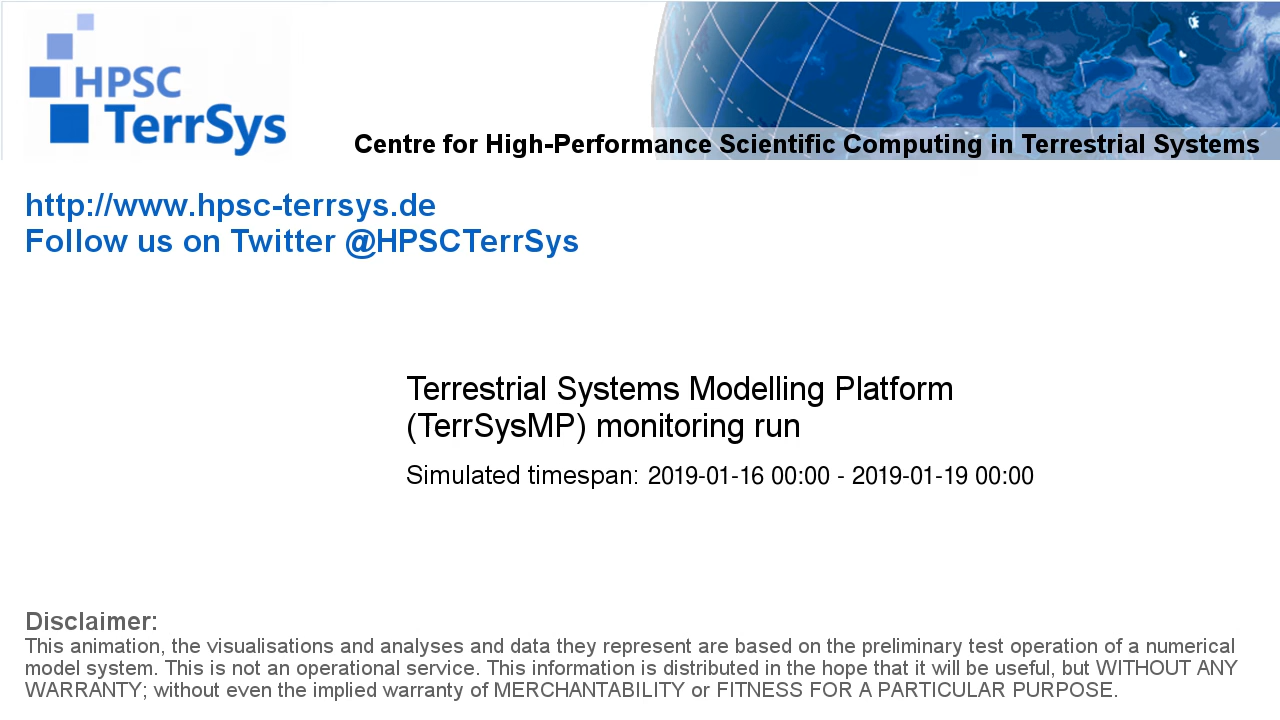 HPSC
TerrSys
Centre for High-Performance Scientific Computing in Terrestrial Systems
http://www.hpsc-terrsys.de
Follow us on Twitter @HPSCTerrSys
Terrestrial Systems Modelling Platform
(TerrSysMP) monitoring run
Simulated timespan: 2019-01-16 00:00 - 2019-01-19 00:00
Disclaimer:
This animation, the visualisations and analyses and data they represent are based on the preliminary test operation of a numerical
model system. This is not an operational service. This information is distributed in the hope that it will be useful, but WITHOUT ANY
WARRANTY; without even the implied warranty of MERCHANTABILITY or FITNESS FOR A PARTICULAR PURPOSE.